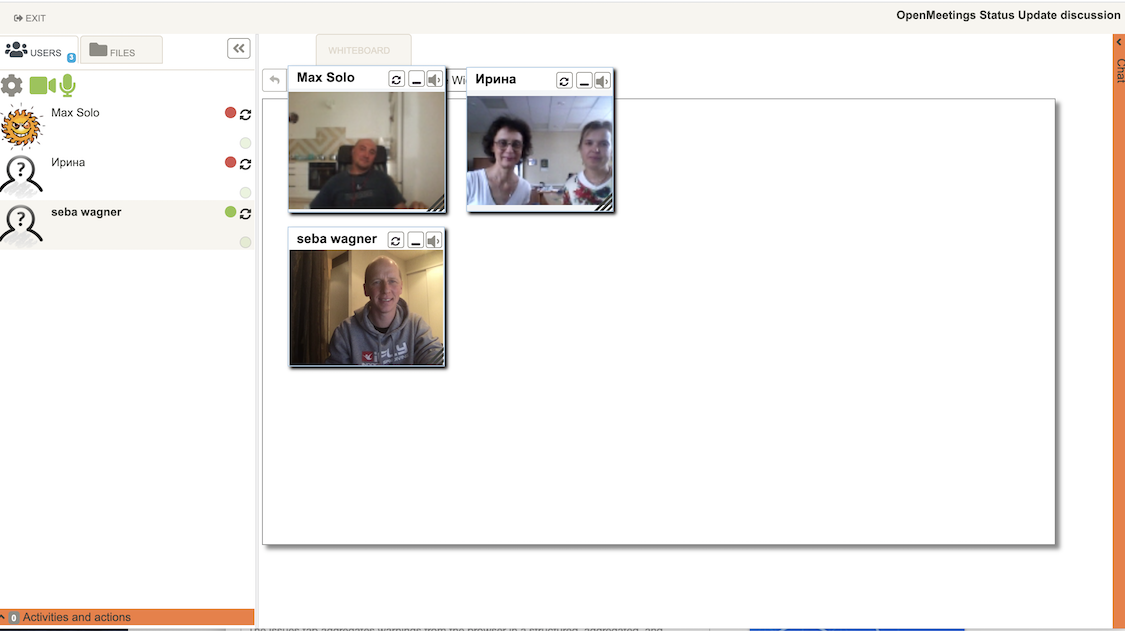 EXIT
OpenMeetings Status Update discussion
USERS 3
FILES
WHITEBOARD
Max Solo
Ирина
seba wagner
Max Solo
Wi
Ирина
seba wagner
Chat
0 Activities and actions